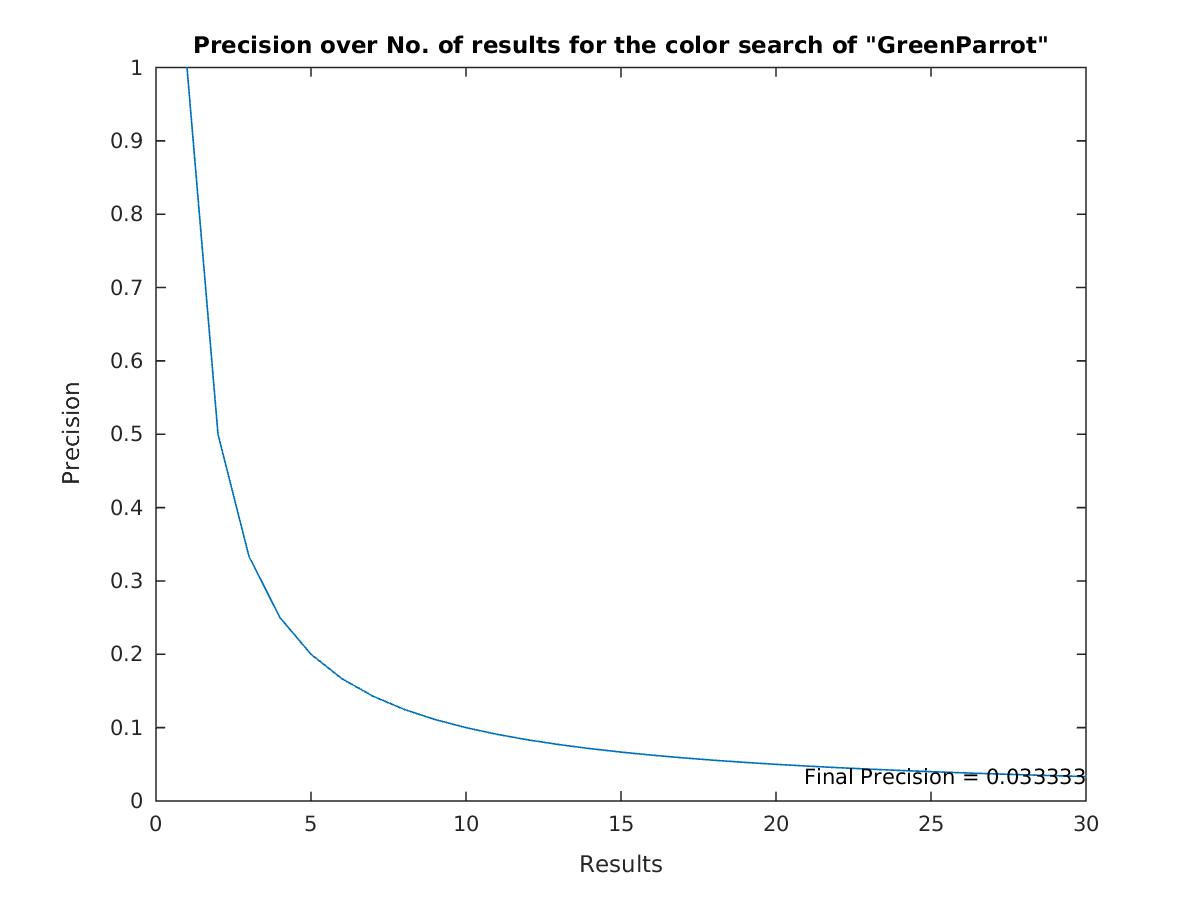 Precision over No. of results for the color search of "GreenParrot"
1
0.9
0.8
0.7
0.6
0.5
0.4
0.3
0.2
0.1
0
Precision
Final Precision = 0.033333
0 5 10 15 20 25 30
Results